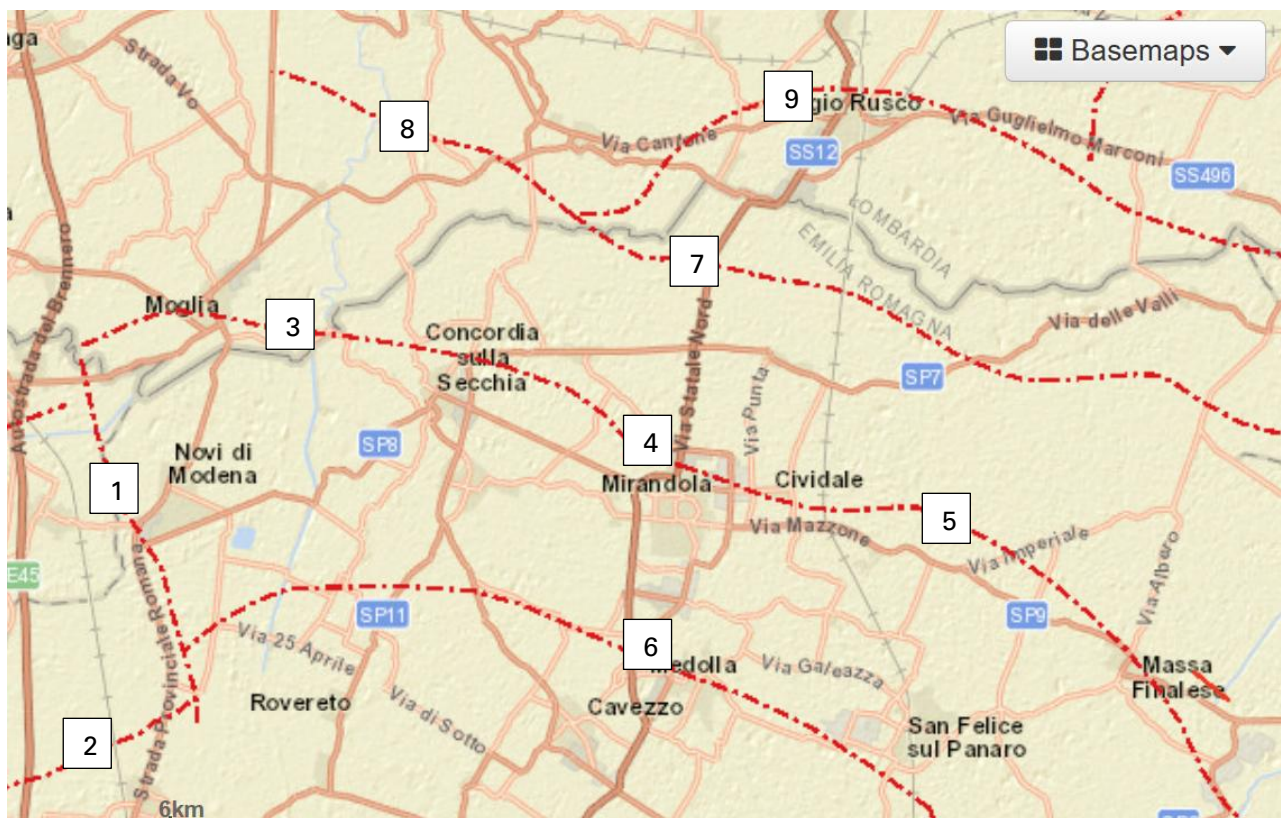 aga
Strada Vo
Basemaps
8
9
gio Rusco
Via Cantone
Via Guglielmo Marconi
SS12
SS496
LOMBARDIA
EMILIA ROMAGNA
7
Autostrada del Brennero
Moglia
3
Concordia
sulla
Secchia
Via Statale Nord
Via delle Valli
SP7
Via Punta
SP8
4
Novi di
Modena
Mirandola
Cividale
1
5
Via Mazzone
Via Imperiale
Via Albero
E45
SP11
SP9
Strada Provinciale Romana
Via 25 Aprile
6
Medolla
Via Galeazza
Massa
Finalese
Rovereto
Via di Sotto
Cavezzo
San Felice
sul Panaro
2
6km